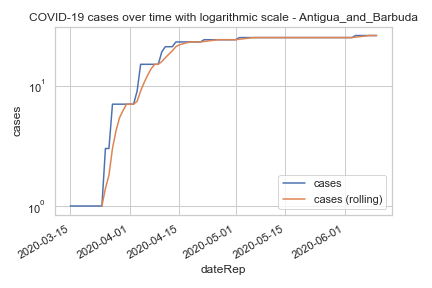 COVID-19 cases over time with logarithmic scale - Antigua_and_Barbuda
cases
10¹
10⁰
cases
cases (rolling)
2020-03-15
2020-04-01
2020-04-15
2020-05-01
2020-05-15
2020-06-01
dateRep